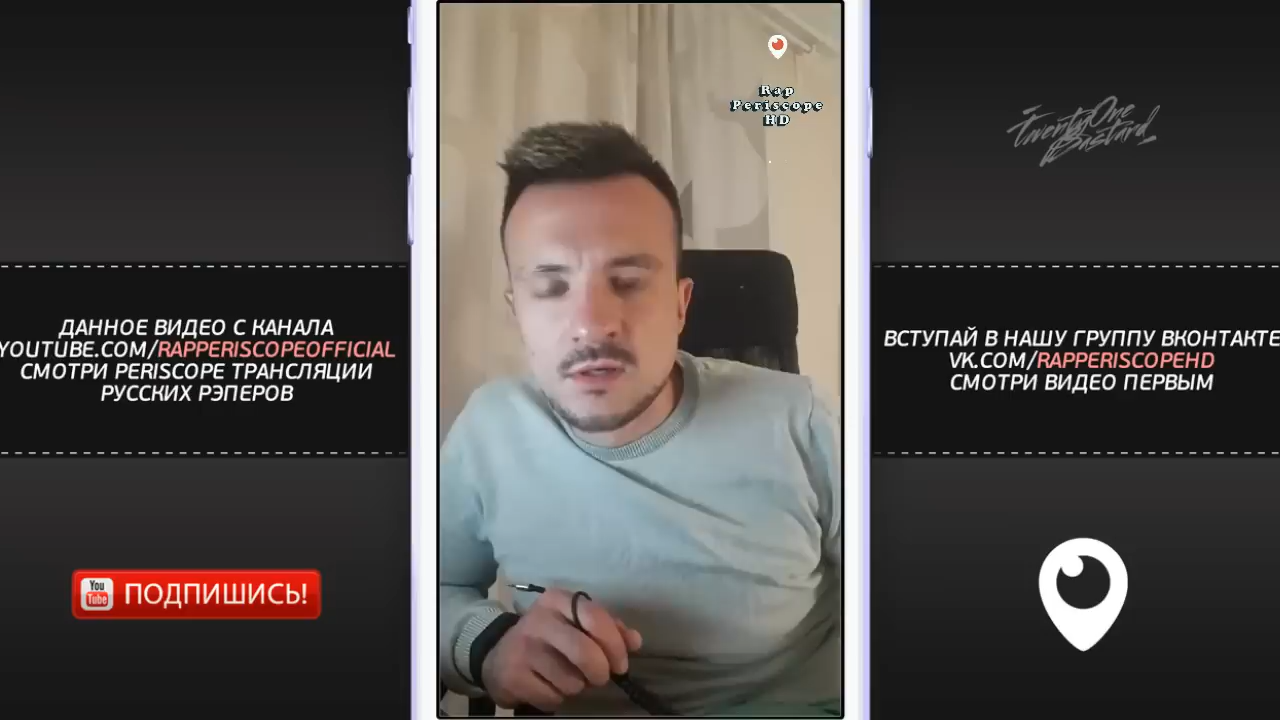 Rap
Periscope
HD
TwentyOne
Bastard
ДАННОЕ ВИДЕО С КАНАЛА
YOUTUBE.COM/RAPPERISCOPEOFFICIAL
СМОТРИ PERISCOPE ТРАНСЛЯЦИИ
РУССКИХ РЭПЕРОВ
ВСТУПАЙ В НАШУ ГРУППУ ВКОНТАКТЕ
VK.COM/RAPPERISCOPEHD
СМОТРИ ВИДЕО ПЕРВЫМ
You
Tube
ПОДПИШИСЬ!